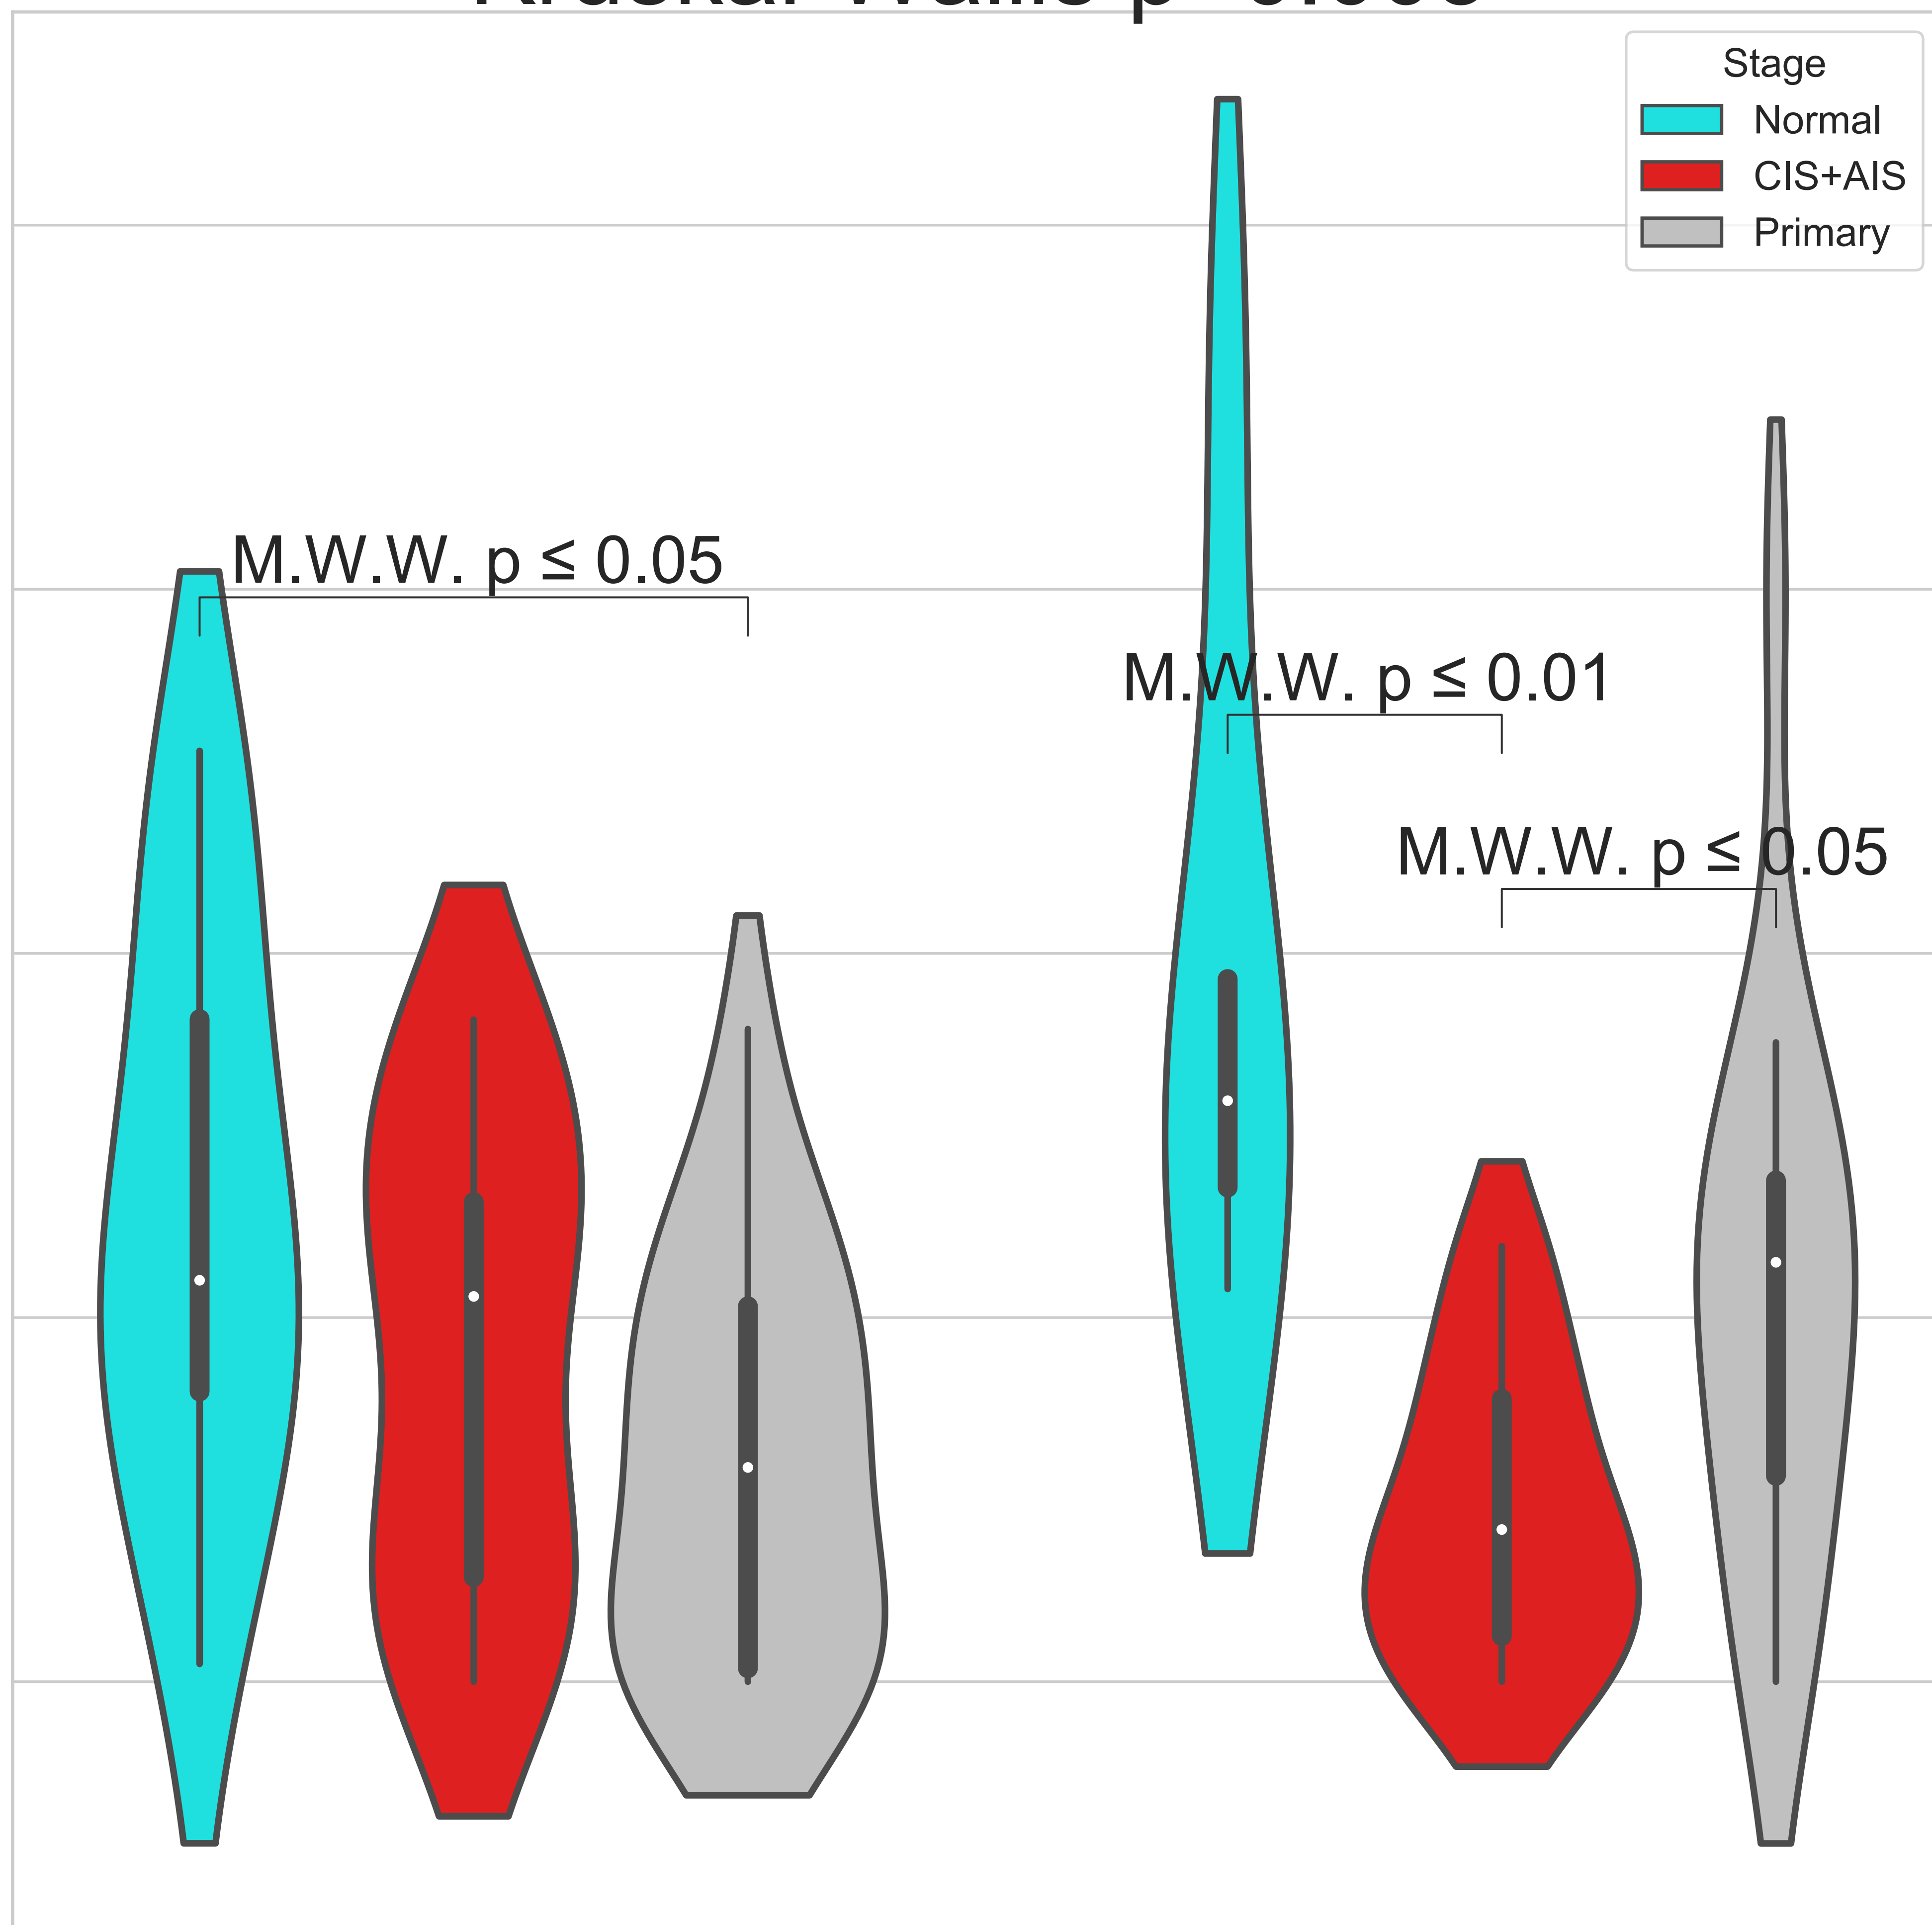 Stage
Normal
CIS+AIS
Primary
M.W.W. p ≤ 0.05
M.W.W. p ≤ 0.01
M.W.W. p ≤ 0.05